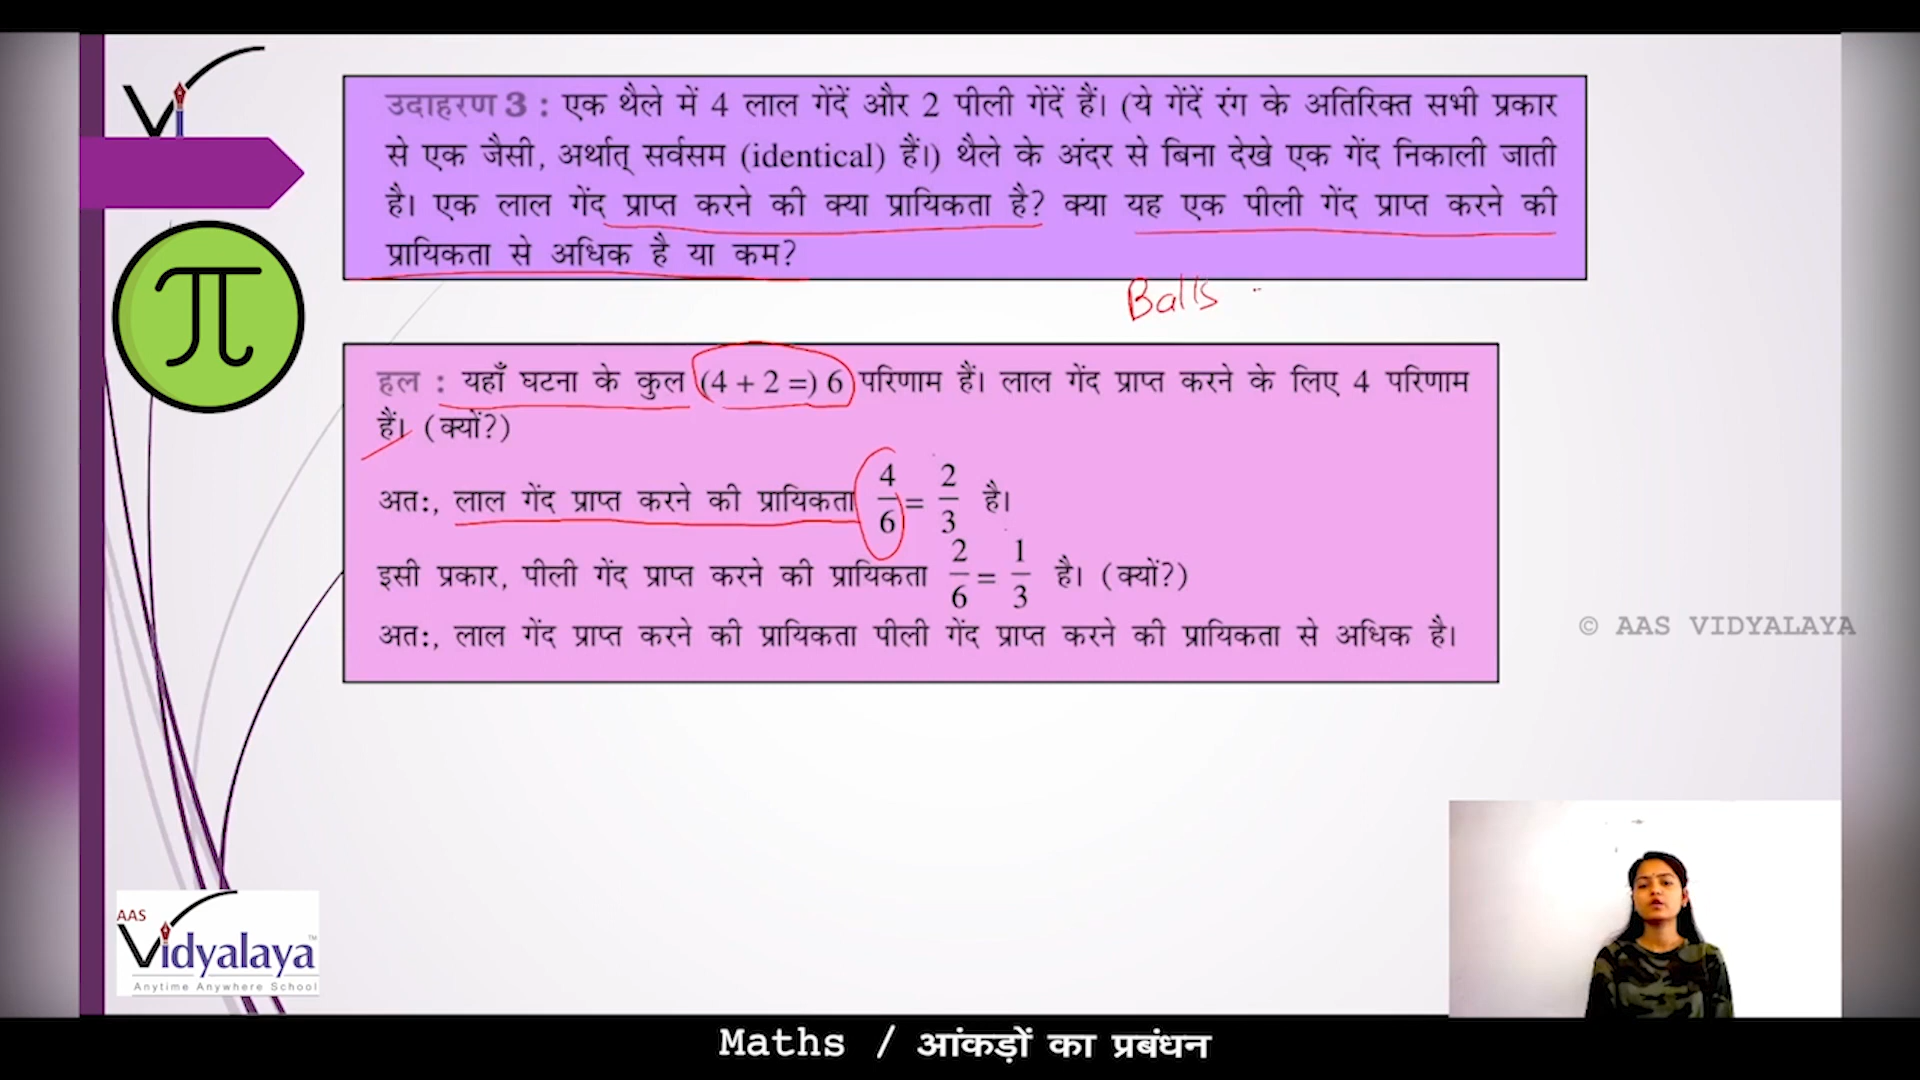 उदाहरण 3 : एक थैले में 4 लाल गेंदें और 2 पीली गेंदें हैं। (ये गेंदें रंग के अतिरिक्त सभी प्रकार
से एक जैसी, अर्थात् सर्वसम (identical) हैं।) थैले के अंदर से बिना देखे एक गेंद निकाली जाती
है। एक लाल गेंद प्राप्त करने की क्या प्रायिकता है? क्या यह एक पीली गेंद प्राप्त करने की
प्रायिकता से अधिक है या कम?
Balls
हल : यहाँ घटना के कुल (4 + 2 =) 6 परिणाम हैं। लाल गेंद प्राप्त करने के लिए 4 परिणाम
हैं। (क्यों?)
अतः, लाल गेंद प्राप्त करने की प्रायिकता 4/6 = 2/3 है।
इसी प्रकार, पीली गेंद प्राप्त करने की प्रायिकता 2/6 = 1/3 है। (क्यों?)
अतः, लाल गेंद प्राप्त करने की प्रायिकता पीली गेंद प्राप्त करने की प्रायिकता से अधिक है।
© AAS VIDYALAYA
π
AAS
Vidyalaya™
Anytime Anywhere School
Maths / आंकड़ों का प्रबंधन